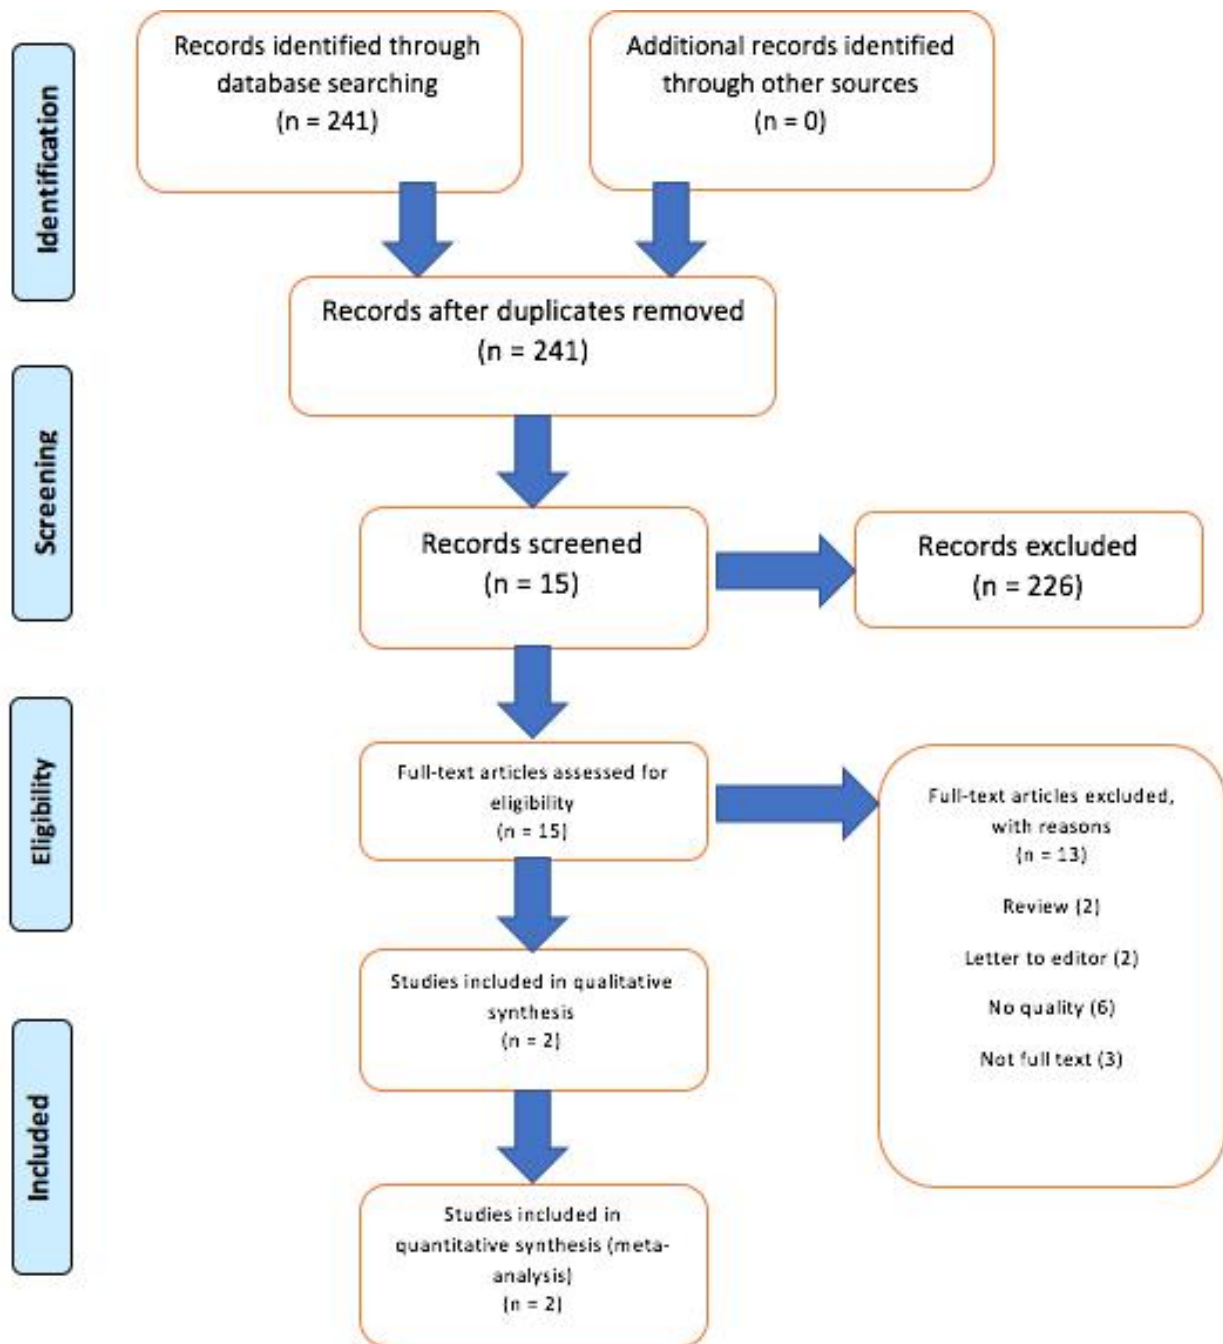 Identification
Records identified through
database searching
(n = 241)
Additional records identified
through other sources
(n = 0)
Records after duplicates removed
(n = 241)
Screening
Records screened
(n = 15)
Records excluded
(n = 226)
Eligibility
Full-text articles assessed for
eligibility
(n = 15)
Full-text articles excluded,
with reasons
(n = 13)
Review (2)
Letter to editor (2)
No quality (6)
Not full text (3)
Studies included in qualitative
synthesis
(n = 2)
Included
Studies included in
quantitative synthesis (meta-
analysis)
(n = 2)